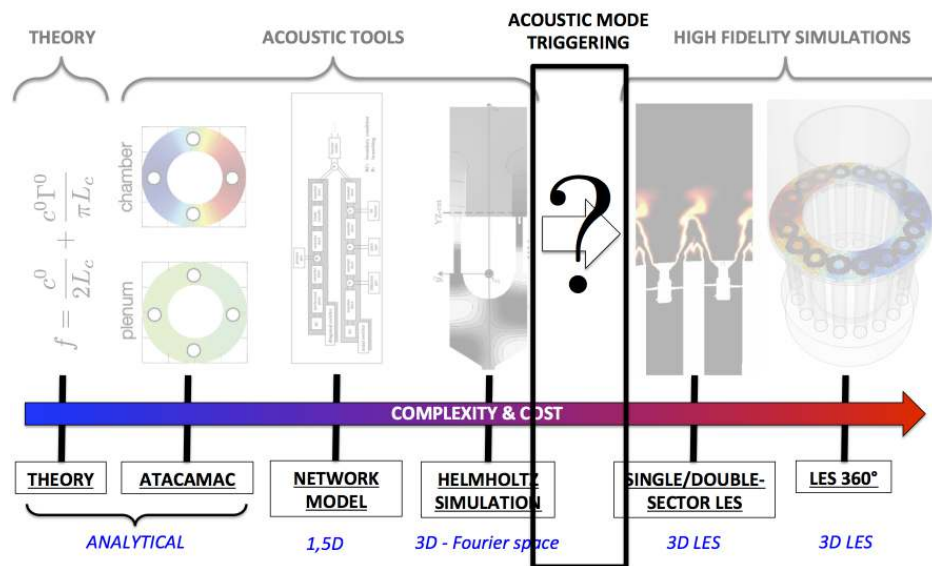 THEORY
ACOUSTIC TOOLS
ACOUSTIC MODE
TRIGGERING
HIGH FIDELITY SIMULATIONS
chamber
plenum
f = c⁰/2L_c + c⁰Γ⁰/πL_c
YZ-cut
?
COMPLEXITY & COST
THEORY
ATACAMAC
NETWORK
MODEL
HELMHOLTZ
SIMULATION
SINGLE/DOUBLE-
SECTOR LES
LES 360°
ANALYTICAL
1,5D
3D - Fourier space
3D LES
3D LES